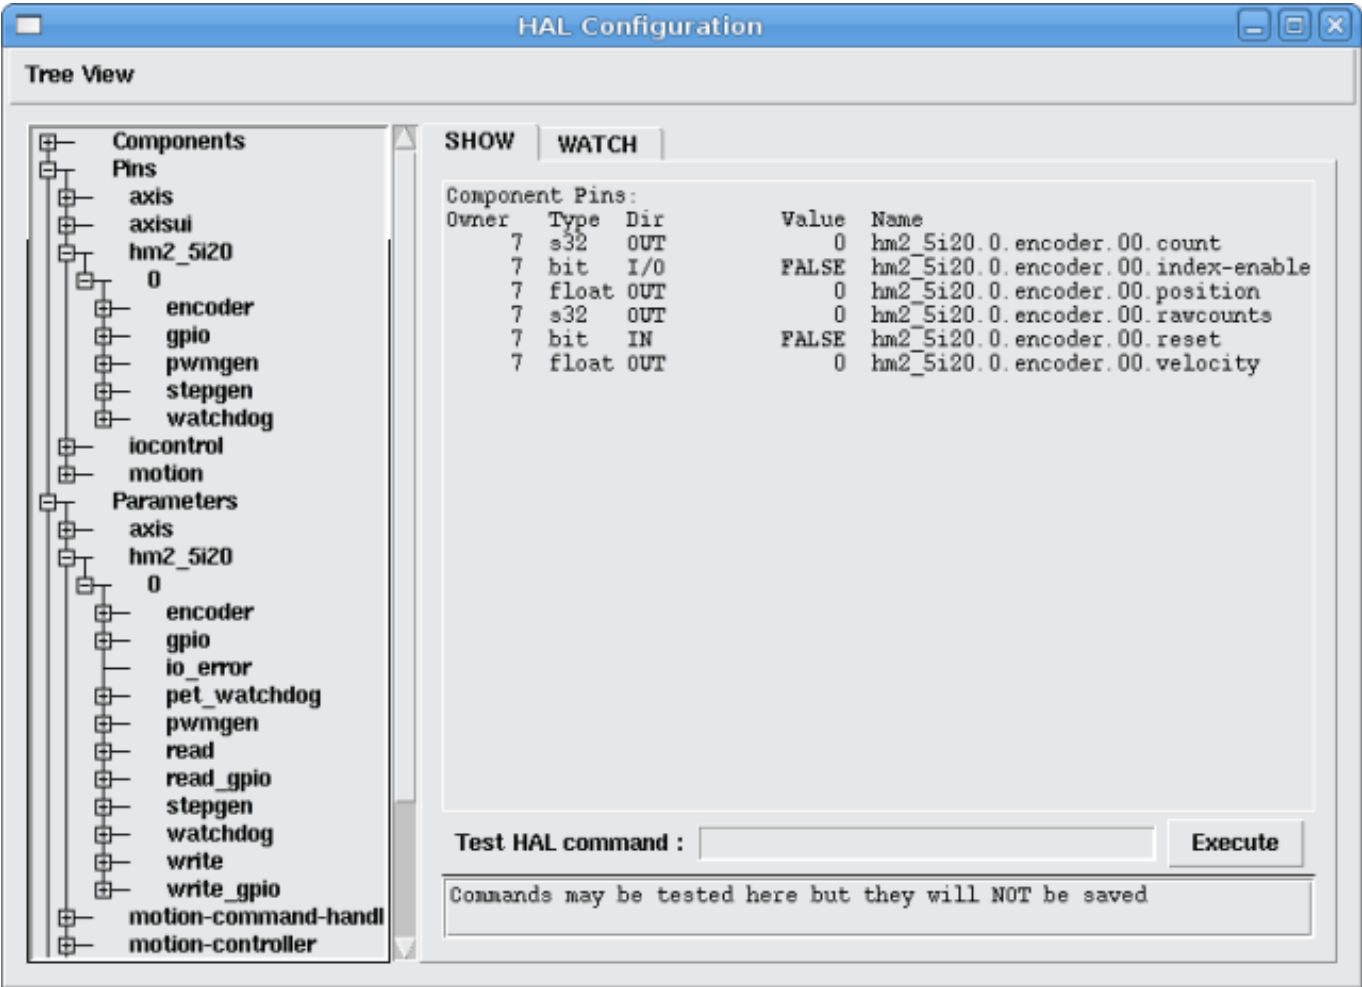 HAL Configuration
Tree View
Components
Pins
axis
axisui
hm2_5i20
0
encoder
gpio
pwmgen
stepgen
watchdog
iocontrol
motion
Parameters
axis
hm2_5i20
0
encoder
gpio
io_error
pet_watchdog
pwmgen
read
read_gpio
stepgen
watchdog
write
write_gpio
motion-command-handl
motion-controller
SHOW WATCH
Component Pins:
Owner Type Dir Value Name
7 s32 OUT 0 hm2_5i20.0.encoder.00.count
7 bit I/O FALSE hm2_5i20.0.encoder.00.index-enable
7 float OUT 0 hm2_5i20.0.encoder.00.position
7 s32 OUT 0 hm2_5i20.0.encoder.00.rawcounts
7 bit IN FALSE hm2_5i20.0.encoder.00.reset
7 float OUT 0 hm2_5i20.0.encoder.00.velocity
Test HAL command : Execute
Commands may be tested here but they will NOT be saved